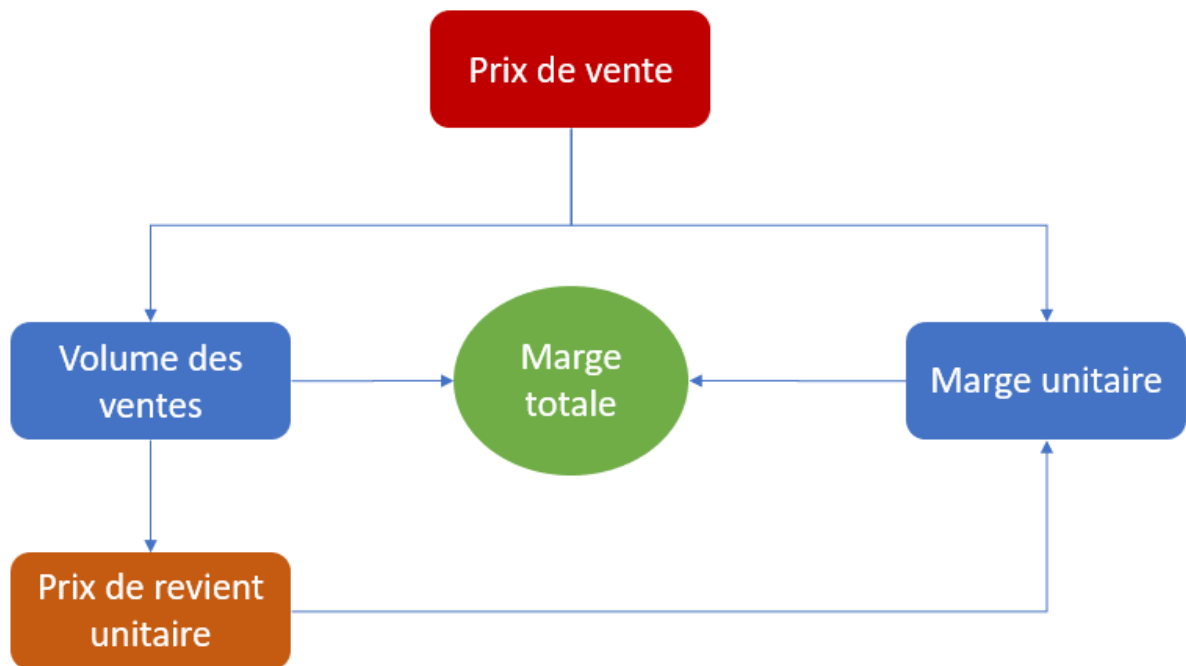 Prix de vente
Volume des
ventes
Marge
totale
Marge unitaire
Prix de revient
unitaire